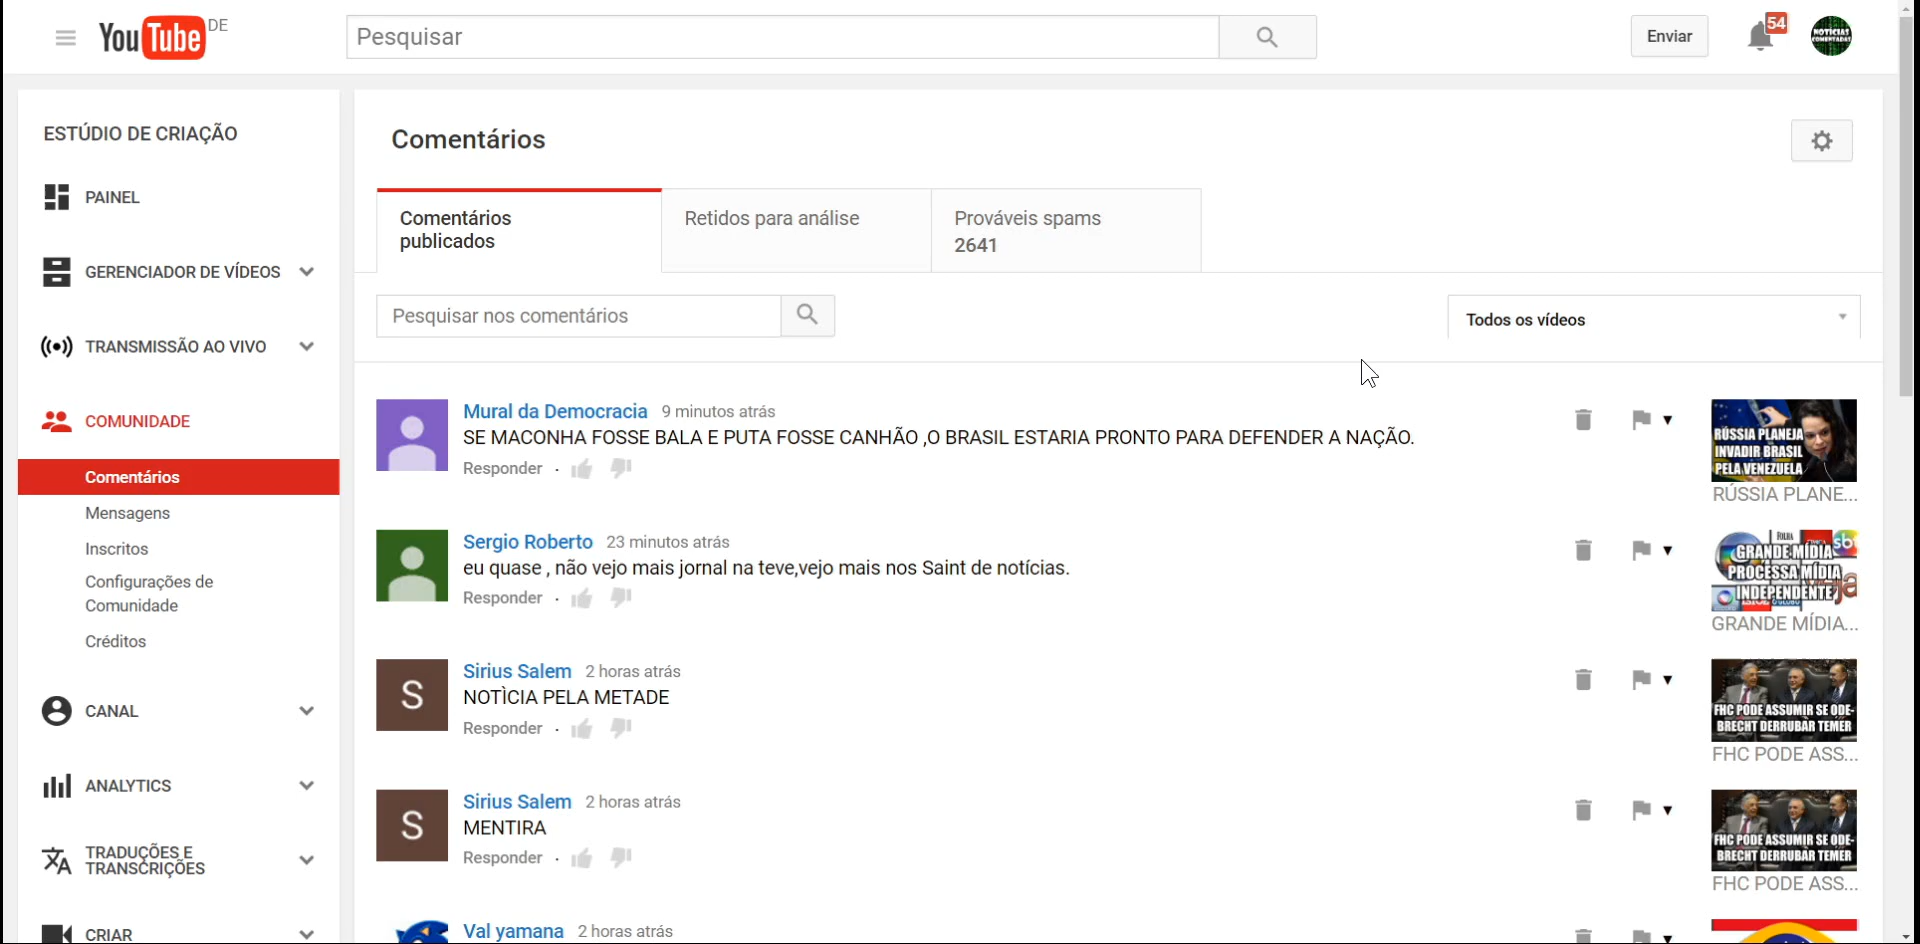 YouTube DE
Pesquisar
Enviar
54
NOTÍCIAS
COMENTADAS
ESTÚDIO DE CRIAÇÃO
PAINEL
GERENCIADOR DE VÍDEOS
TRANSMISSÃO AO VIVO
COMUNIDADE
Comentários
Mensagens
Inscritos
Configurações de
Comunidade
Créditos
CANAL
ANALYTICS
TRADUÇÕES E
TRANSCRIÇÕES
CRIAR
Comentários
Comentários
publicados
Retidos para análise
Prováveis spams
2641
Pesquisar nos comentários
Todos os vídeos
Mural da Democracia 9 minutos atrás
SE MACONHA FOSSE BALA E PUTA FOSSE CANHÃO ,O BRASIL ESTARIA PRONTO PARA DEFENDER A NAÇÃO.
Responder ·
RÚSSIA PLANEJA
INVADIR BRASIL
PELA VENEZUELA
RÚSSIA PLANE...
Sergio Roberto 23 minutos atrás
eu quase , não vejo mais jornal na teve,vejo mais nos Saint de notícias.
Responder ·
FOLHA
sbt
GRANDE MÍDIA
PROCESSA MÍDIA
INDEPENDENTE
GRANDE MÍDIA...
Sirius Salem 2 horas atrás
NOTÌCIA PELA METADE
Responder ·
FHC PODE ASSUMIR SE ODE-
BRECHT DERRUBAR TEMER
FHC PODE ASS...
Sirius Salem 2 horas atrás
MENTIRA
Responder ·
FHC PODE ASSUMIR SE ODE-
BRECHT DERRUBAR TEMER
FHC PODE ASS...
S
S
Val yamana 2 horas atrás